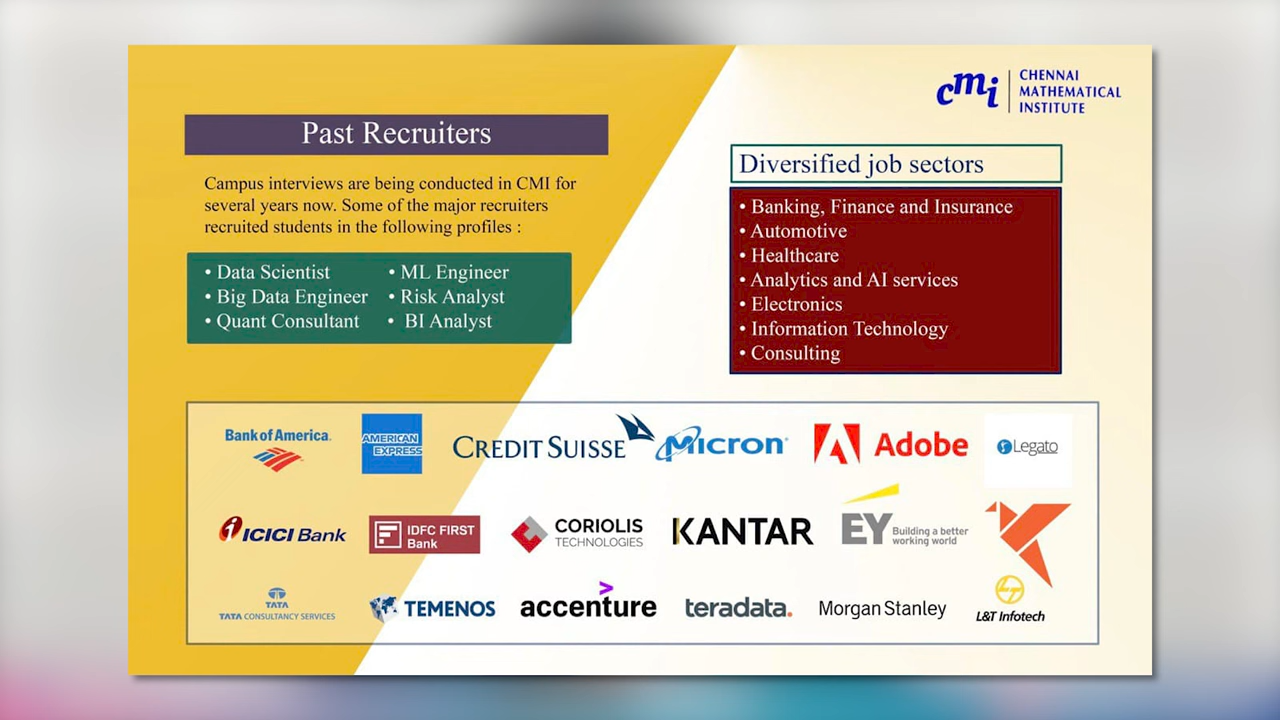 cmi
CHENNAI
MATHEMATICAL
INSTITUTE
Past Recruiters
Campus interviews are being conducted in CMI for
several years now. Some of the major recruiters
recruited students in the following profiles :
• Data Scientist
• Big Data Engineer
• Quant Consultant
• ML Engineer
• Risk Analyst
• BI Analyst
Diversified job sectors
• Banking, Finance and Insurance
• Automotive
• Healthcare
• Analytics and AI services
• Electronics
• Information Technology
• Consulting
Bank of America.
AMERICAN
EXPRESS
CREDIT SUISSE
Micron
Adobe
Legato
ICICI Bank
IDFC FIRST
Bank
CORIOLIS
TECHNOLOGIES
KANTAR
EY
Building a better
working world
TATA
TATA CONSULTANCY SERVICES
TEMENOS
accenture
teradata.
Morgan Stanley
L&T Infotech